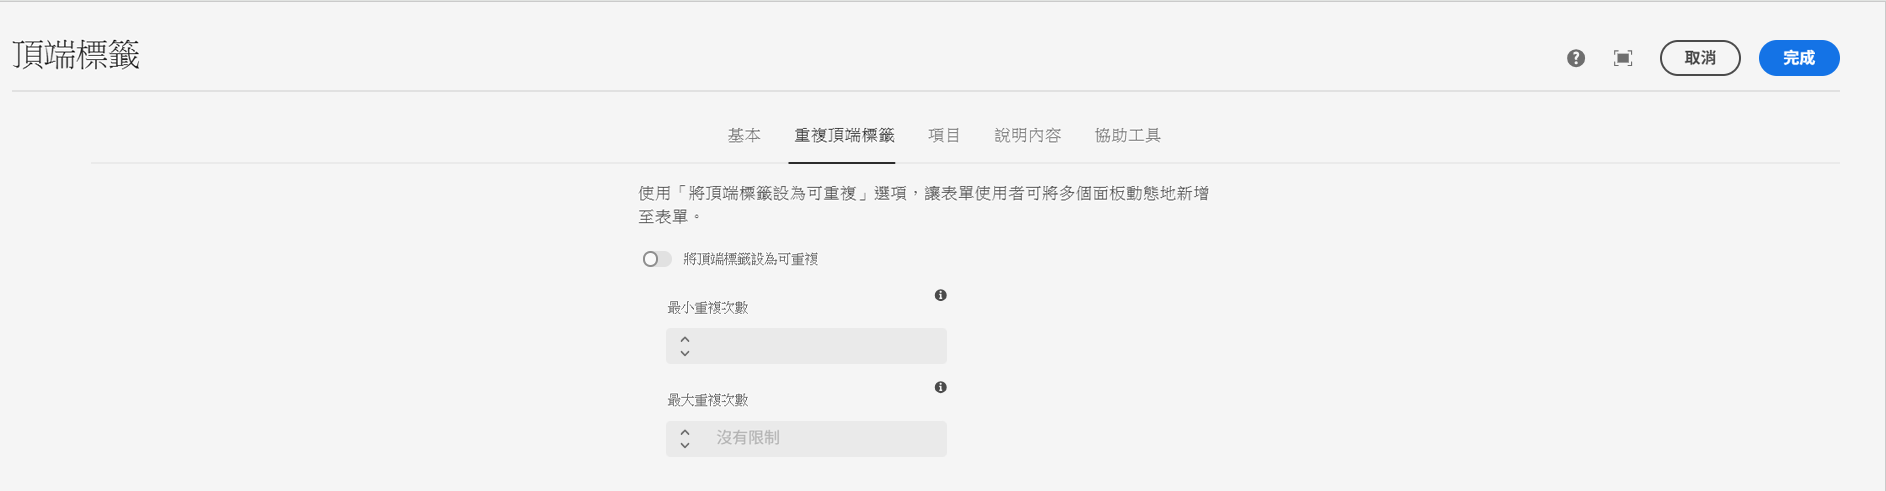 頂端標籤
取消
完成
基本
重複頂端標籤
項目
說明內容
協助工具
使用「將頂端標籤設為可重複」選項，讓表單使用者可將多個面板動態地新增
至表單。
將頂端標籤設為可重複
最小重複次數
最大重複次數
沒有限制